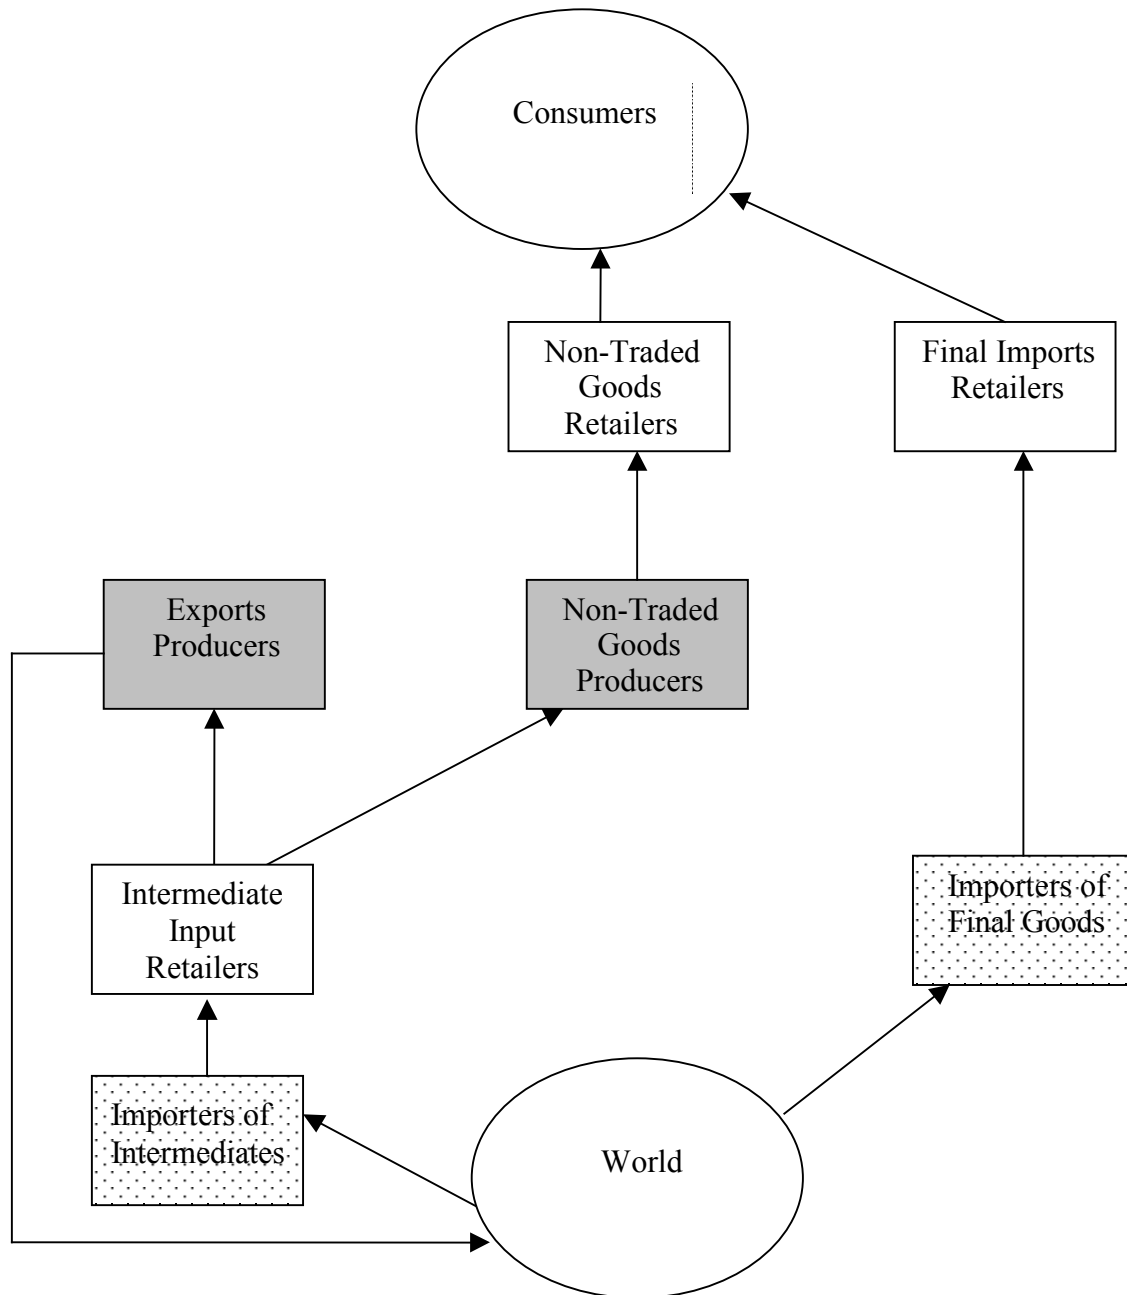 Consumers
Non-Traded
Goods
Retailers
Final Imports
Retailers
Exports
Producers
Non-Traded
Goods
Producers
Intermediate
Input
Retailers
Importers of
Final Goods
Importers of
Intermediates
World